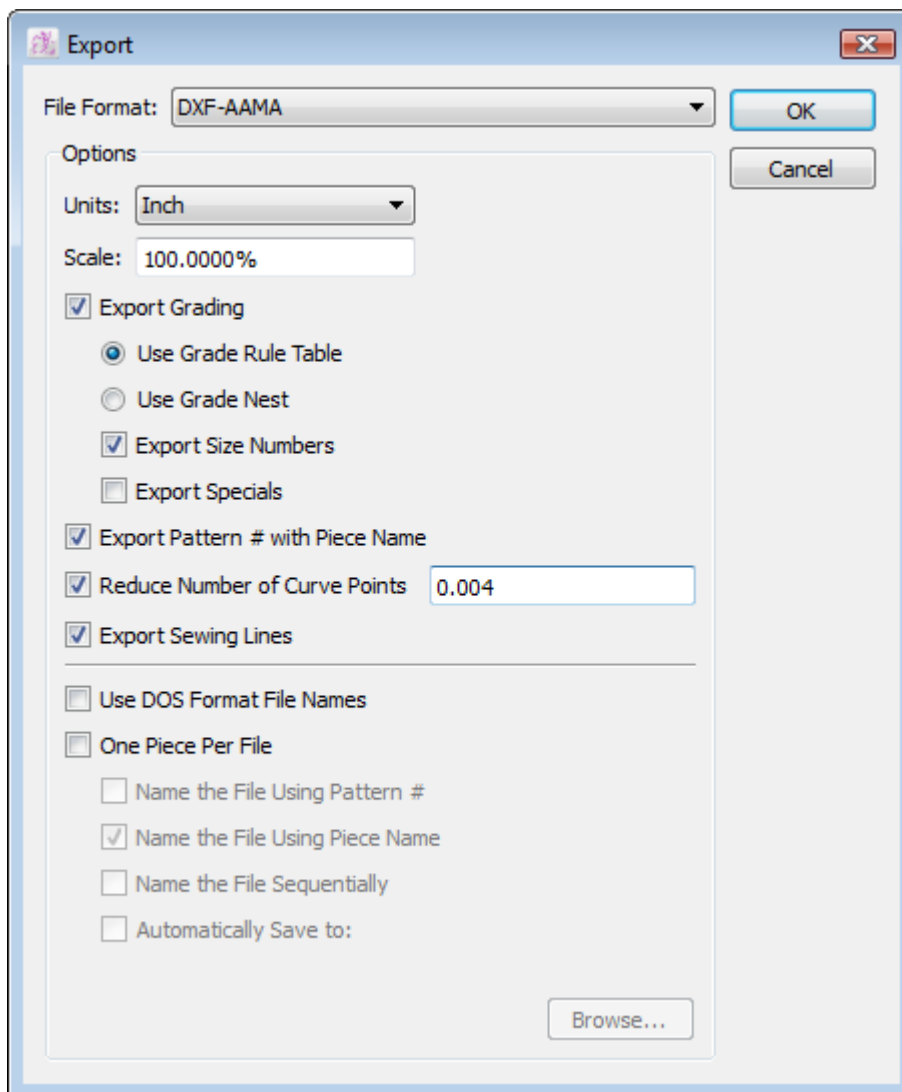 Export
File Format: DXF-AAMA
OK
Options
Cancel
Units: Inch
Scale: 100.0000%
Export Grading
Use Grade Rule Table
Use Grade Nest
Export Size Numbers
Export Specials
Export Pattern # with Piece Name
Reduce Number of Curve Points 0.004
Export Sewing Lines
Use DOS Format File Names
One Piece Per File
Name the File Using Pattern #
Name the File Using Piece Name
Name the File Sequentially
Automatically Save to:
Browse...